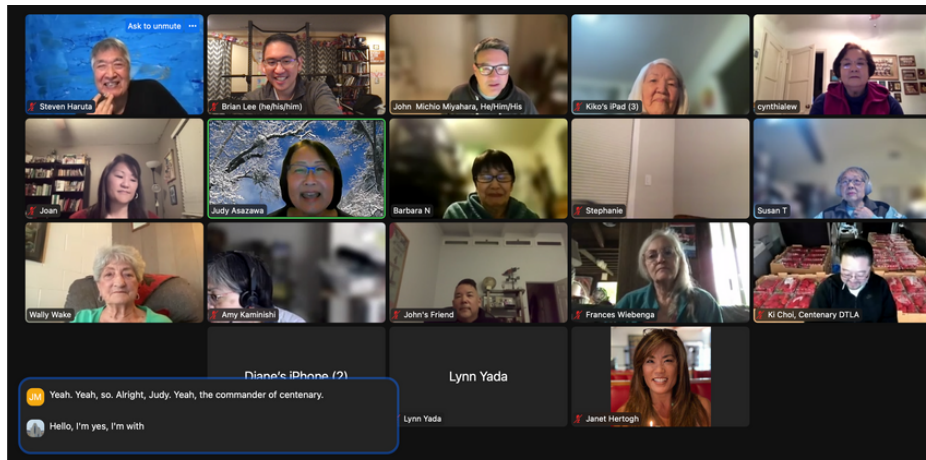 Ask to unmute ...
Steven Haruta
Brian Lee (he/his/him)
John Michio Miyahara, He/Him/His
Kiko's iPad (3)
cynthialew
Joan
Judy Asazawa
Barbara N
Stephanie
Susan T
Wally Wake
Amy Kaminishi
John's Friend
Frances Wiebenga
Ki Choi, Centenary DTLA
Diane's iPhone (2)
Lynn Yada
Lynn Yada
Janet Hertogh
JM
Yeah. Yeah, so. Alright, Judy. Yeah, the commander of centenary.
Hello, I'm yes, I'm with